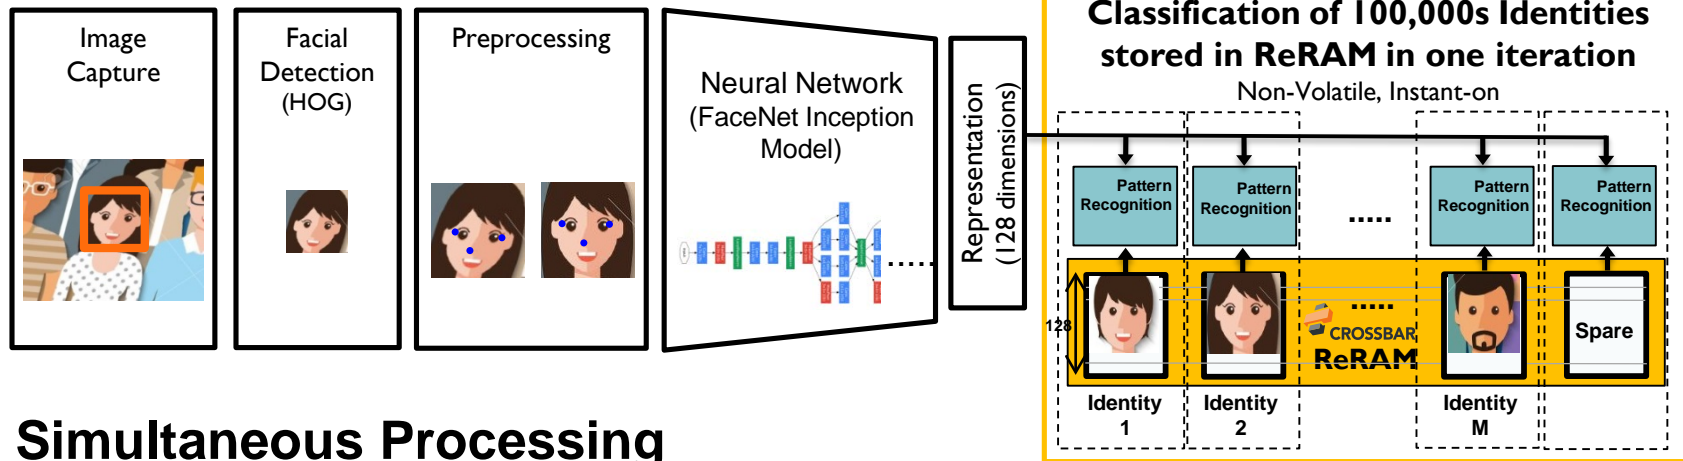 Image
Capture
Facial
Detection
(HOG)
Preprocessing
Neural Network
(FaceNet Inception
Model)
.....
Representation
(128 dimensions)
Classification of 100,000s Identities
stored in ReRAM in one iteration
Non-Volatile, Instant-on
Pattern
Recognition
Pattern
Recognition
.....
Pattern
Recognition
Pattern
Recognition
128
.....
CROSSBAR
ReRAM
Spare
Identity
1
Identity
2
Identity
M
Simultaneous Processing